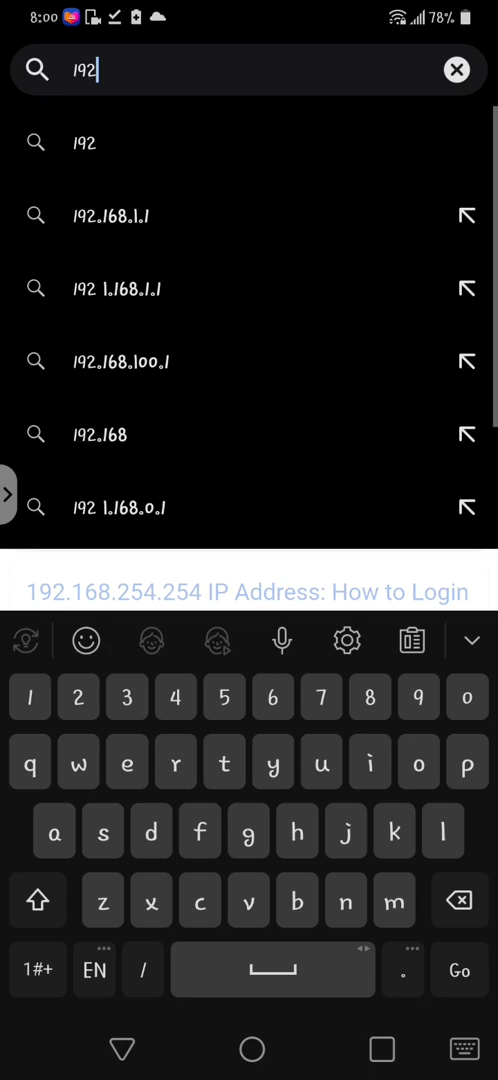 8:00 78%
192
192
192.168.1.1
192 1.168.1.1
192.168.100.1
192.168
192 1.168.0.1
192.168.254.254 IP Address: How to Login
1 2 3 4 5 6 7 8 9 0
q w e r t y u i o p
a s d f g h j k l
z x c v b n m
1#+ EN / . Go